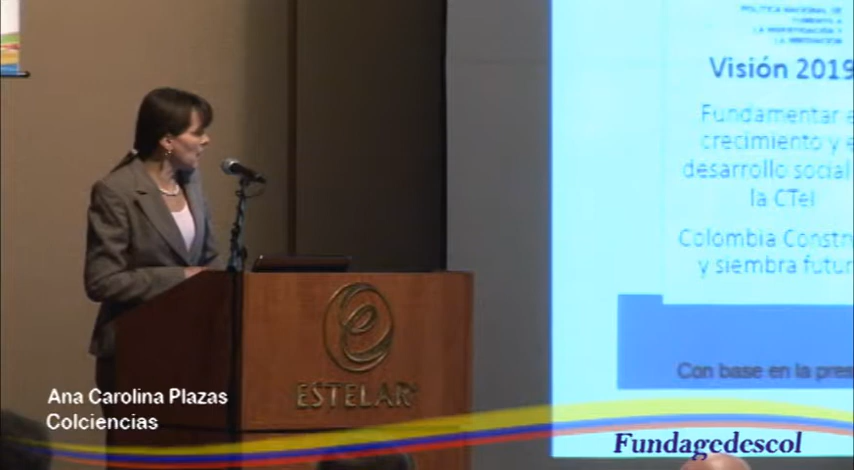 POLÍTICA NACIONAL DE
FOMENTO A
LA INVESTIGACIÓN Y
LA INNOVACIÓN
Visión 2019
Fundamentar e
crecimiento y e
desarrollo social
la CTeI
Colombia Constr
y siembra futur
Con base en la pres
ESTELAR
Ana Carolina Plazas
Colciencias
Fundagedescol